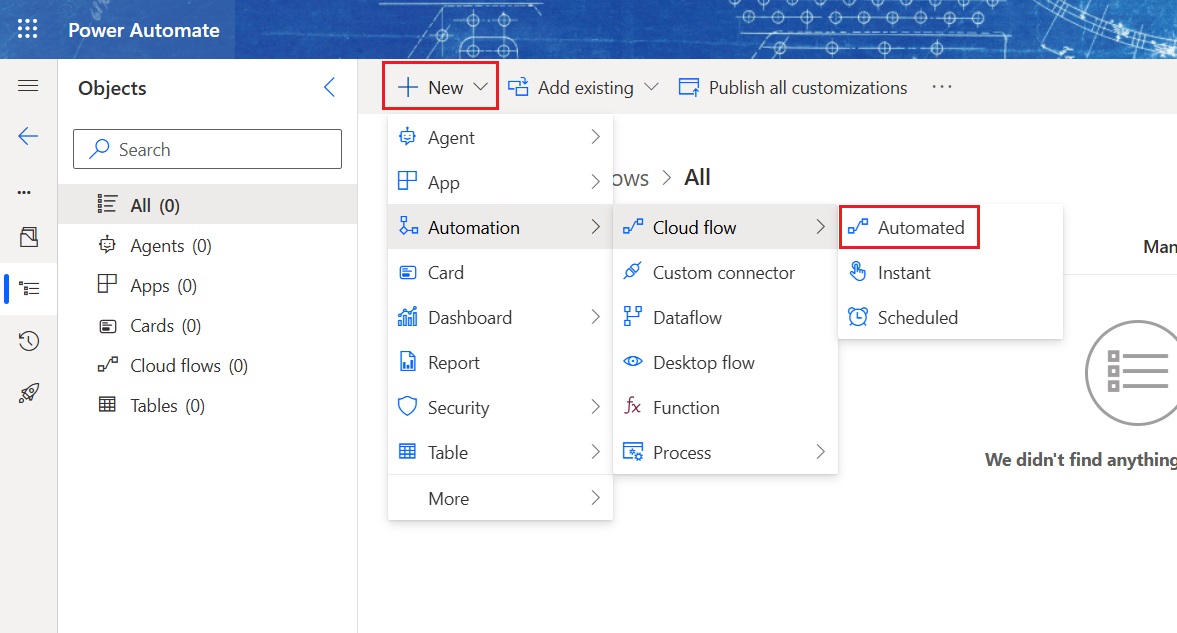 Power Automate
Objects
New
Add existing
Publish all customizations
Search
All (0)
Agents (0)
Apps (0)
Cards (0)
Cloud flows (0)
Tables (0)
Agent
App
Automation
Card
Dashboard
Report
Security
Table
More
ows > All
Cloud flow
Custom connector
Dataflow
Desktop flow
fx Function
Process
Automated
Instant
Scheduled
Man
We didn't find anything